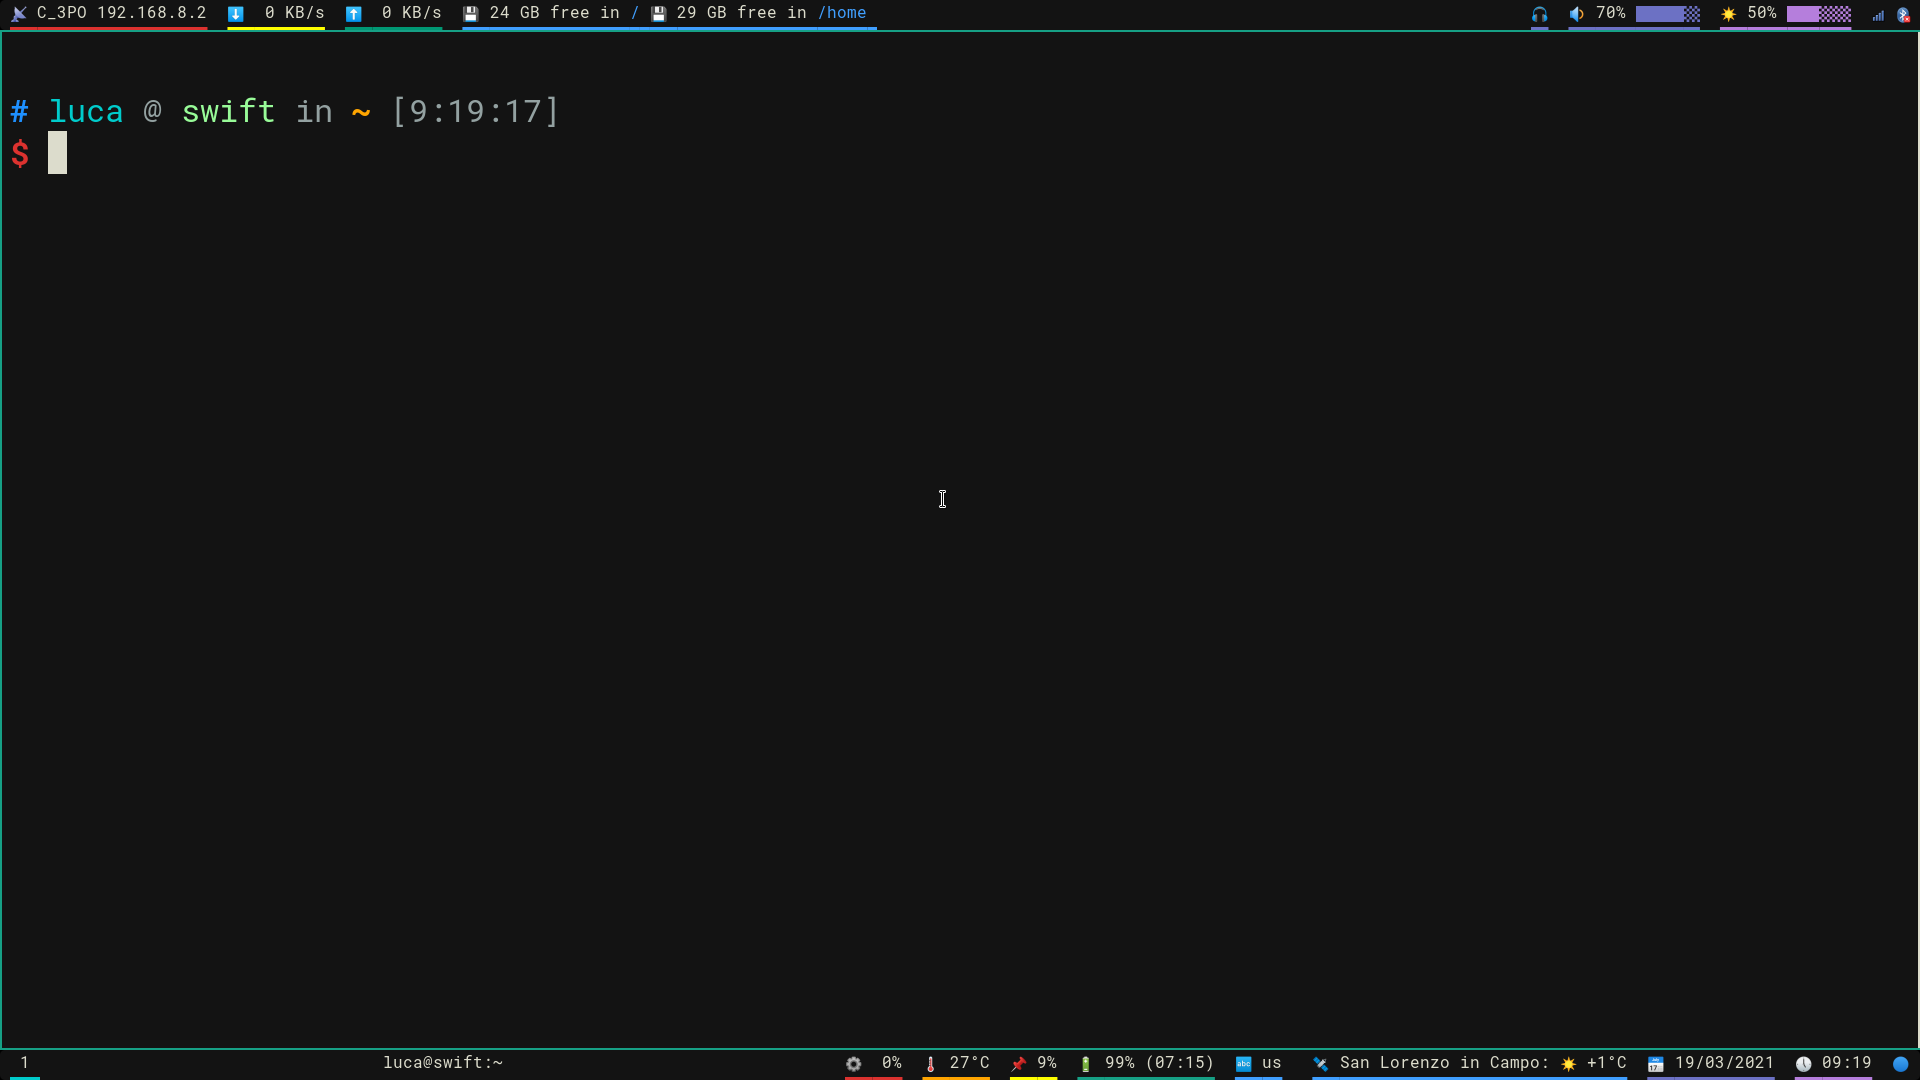 C_3PO 192.168.8.2 0 KB/s 0 KB/s 24 GB free in / 29 GB free in /home 70% 50%
# luca @ swift in ~ [9:19:17]
$
1 luca@swift:~ 0% 27°C 9% 99% (07:15) us San Lorenzo in Campo: +1°C 19/03/2021 09:19